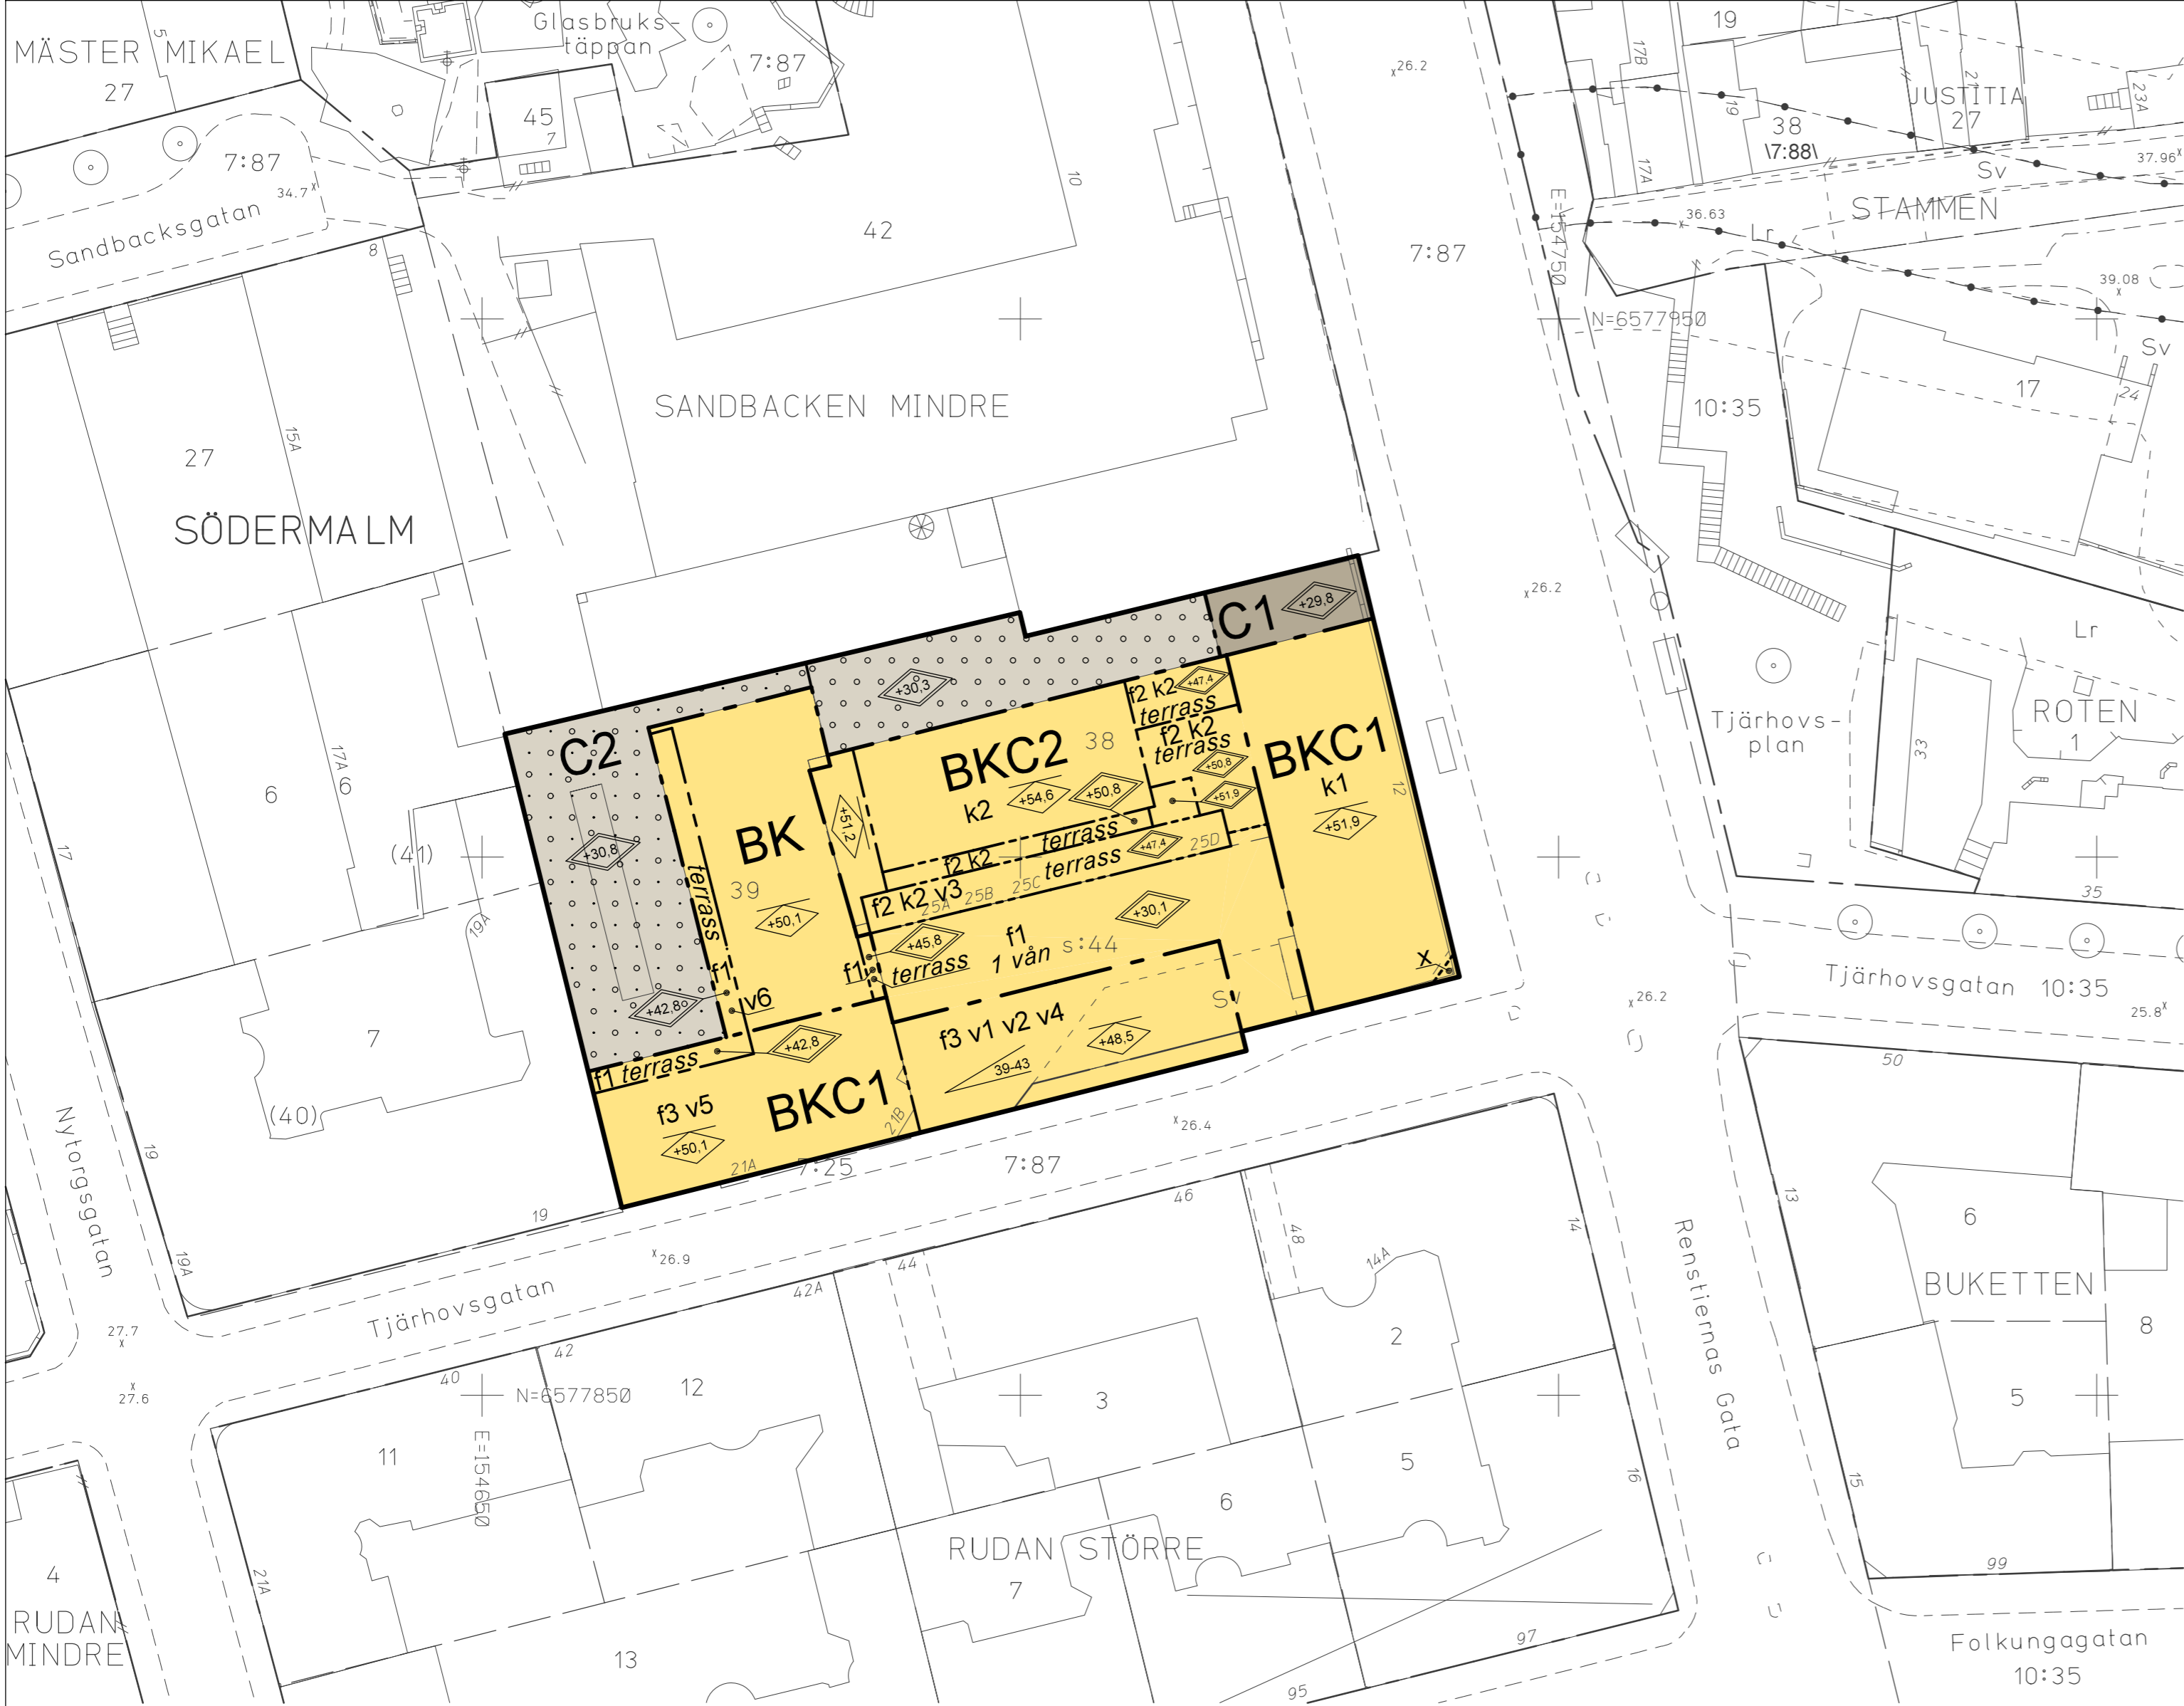 MÄSTER MIKAEL
27
5
Glasbruks-
täppan
7:87
45
7
7:87
34.7
Sandbacksgatan
8
10
42
26.2
7:87
E=154750
N=6577950
19
17B
19
17A
38
\7:88\
JUSTITIA
27
21
23A
37.96
Sv
STAMMEN
36.63
Lr
39.08
Sv
17
24
10:35
SANDBACKEN MINDRE
27
15A
SÖDERMALM
26.2
6
17A
6
(41)
17
19A
7
(40)
19
19A
19
Nytorgsgatan
C1
+29,8
+30,3
C2
+30,8
+42,8
BK
39
+50,1
terrass
f1
v6
+51,2
BKC2
38
k2
+54,6
+50,8
f2 k2
terrass
+47,4
f2 k2
terrass
+50,8
+51,9
BKC1
k1
+51,9
12
f2 k2
terrass
f2 k2 v3
terrass
+47,4
25A
25B
25C
25D
+30,1
+45,8
f1
terrass
f1
1 vån
s:44
x
Sv
f3 v1 v2 v4
+48,5
39-43
f1 terrass
+42,8
BKC1
f3 v5
+50,1
21B
21A
7:25
7:87
26.4
26.9
26.2
Tjärhovs-
plan
Lr
ROTEN
1
33
35
Tjärhovsgatan 10:35
25.8
50
Tjärhovsgatan
27.7
27.6
40
42
42A
44
46
48
14A
14
16
N=6577850
E=154650
11
12
13
3
2
5
6
RUDAN STÖRRE
7
21A
95
97
4
RUDAN
MINDRE
Renstiernas Gata
13
15
6
BUKETTEN
8
5
99
Folkungagatan
10:35